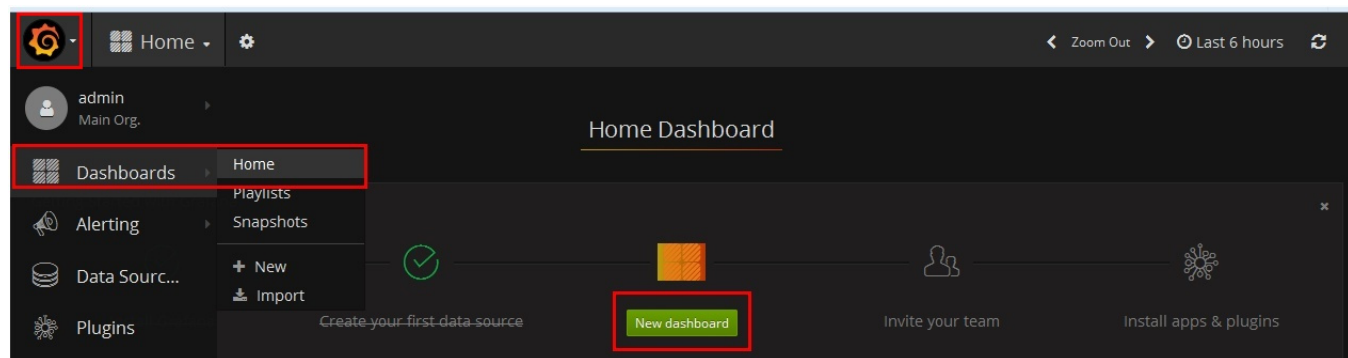 Home
Zoom Out
Last 6 hours
admin
Main Org.
Home Dashboard
Dashboards
Home
Playlists
Snapshots
Alerting
New
Import
Data Sourc...
Plugins
Create your first data source
New dashboard
Invite your team
Install apps & plugins